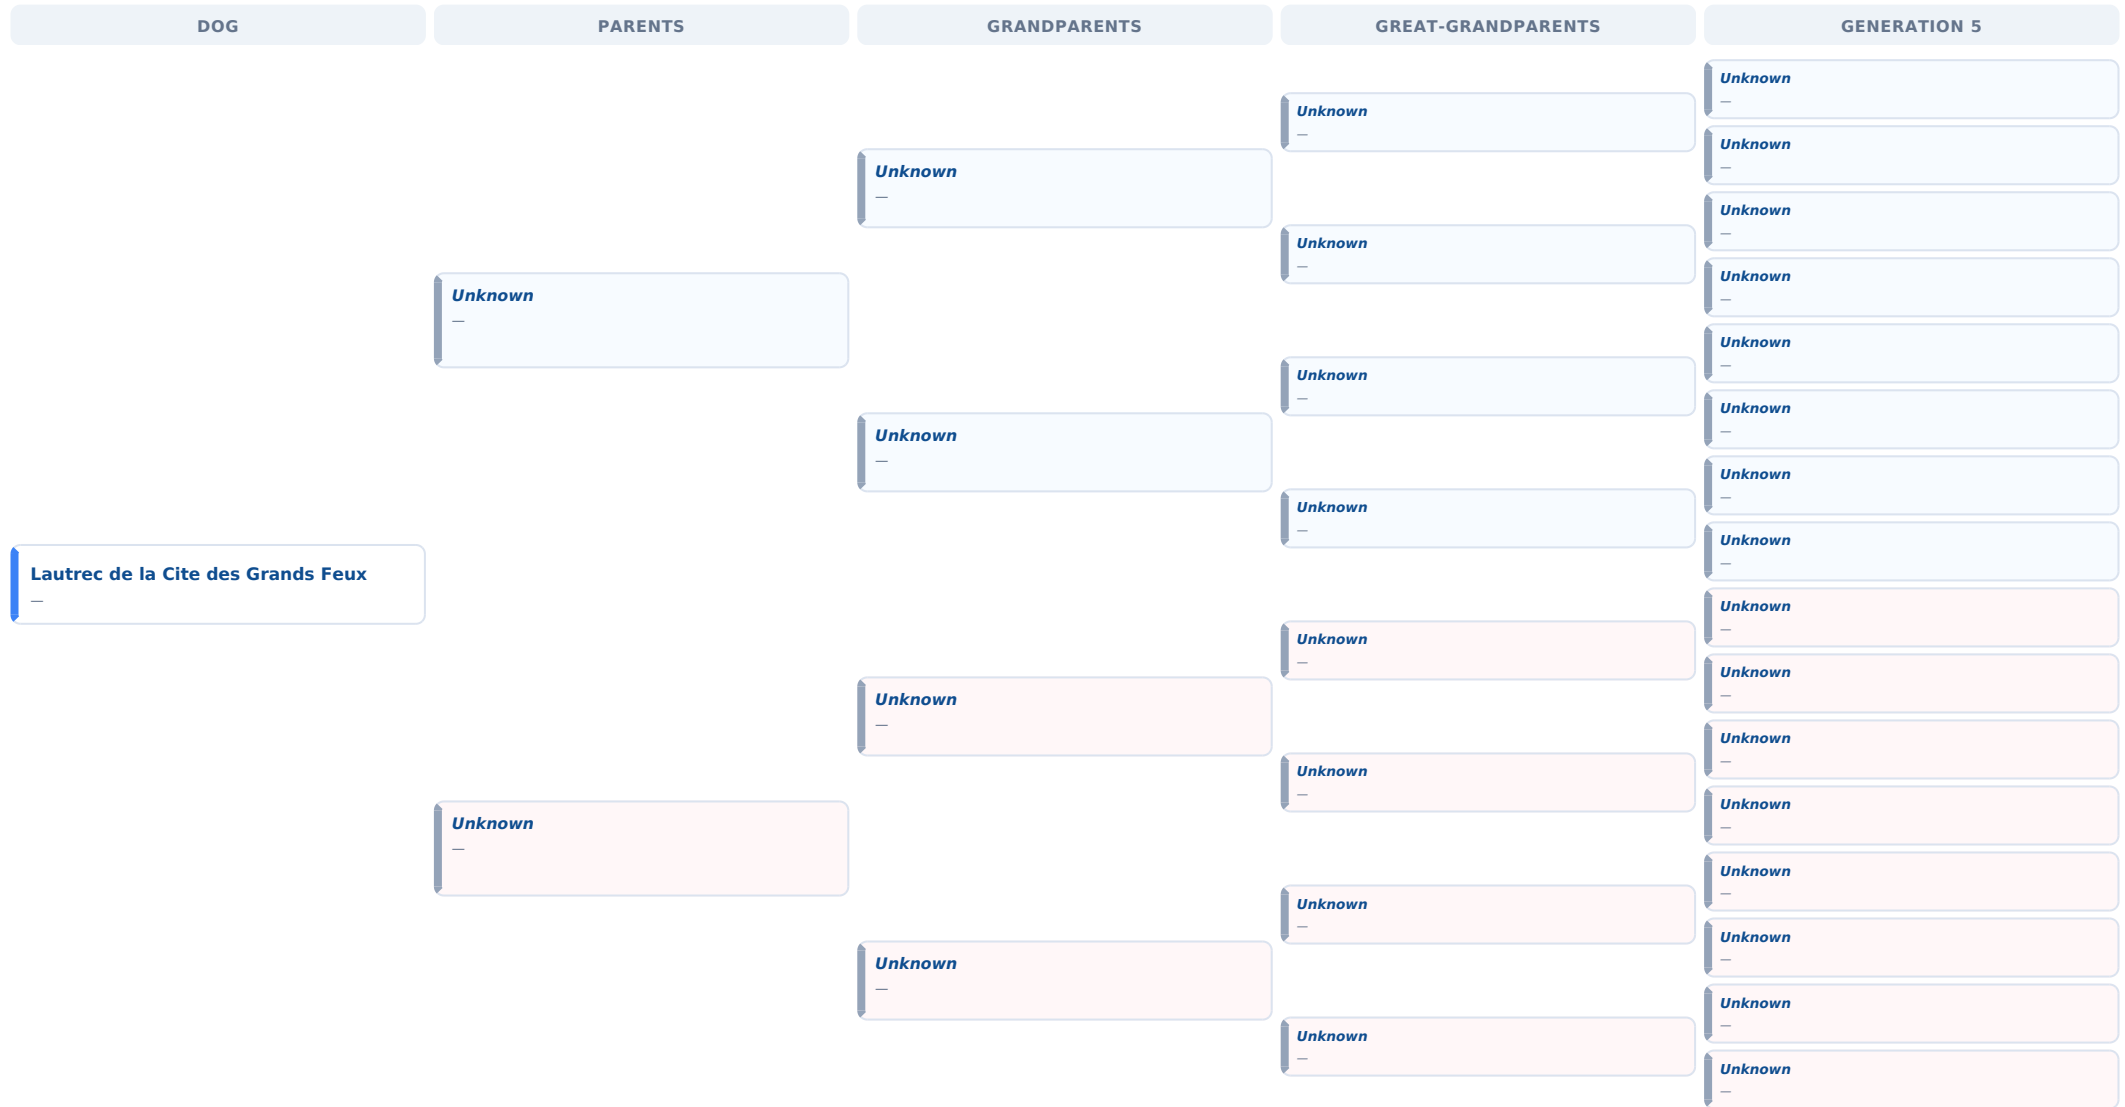 DOG
PARENTS
GRANDPARENTS
GREAT-GRANDPARENTS
GENERATION 5
Lautrec de la Cite des Grands Feux
—
Unknown
—
Unknown
—
Unknown
—
Unknown
—
Unknown
—
Unknown
—
Unknown
—
Unknown
—
Unknown
—
Unknown
—
Unknown
—
Unknown
—
Unknown
—
Unknown
—
Unknown
—
Unknown
—
Unknown
—
Unknown
—
Unknown
—
Unknown
—
Unknown
—
Unknown
—
Unknown
—
Unknown
—
Unknown
—
Unknown
—
Unknown
—
Unknown
—
Unknown
—
Unknown
—